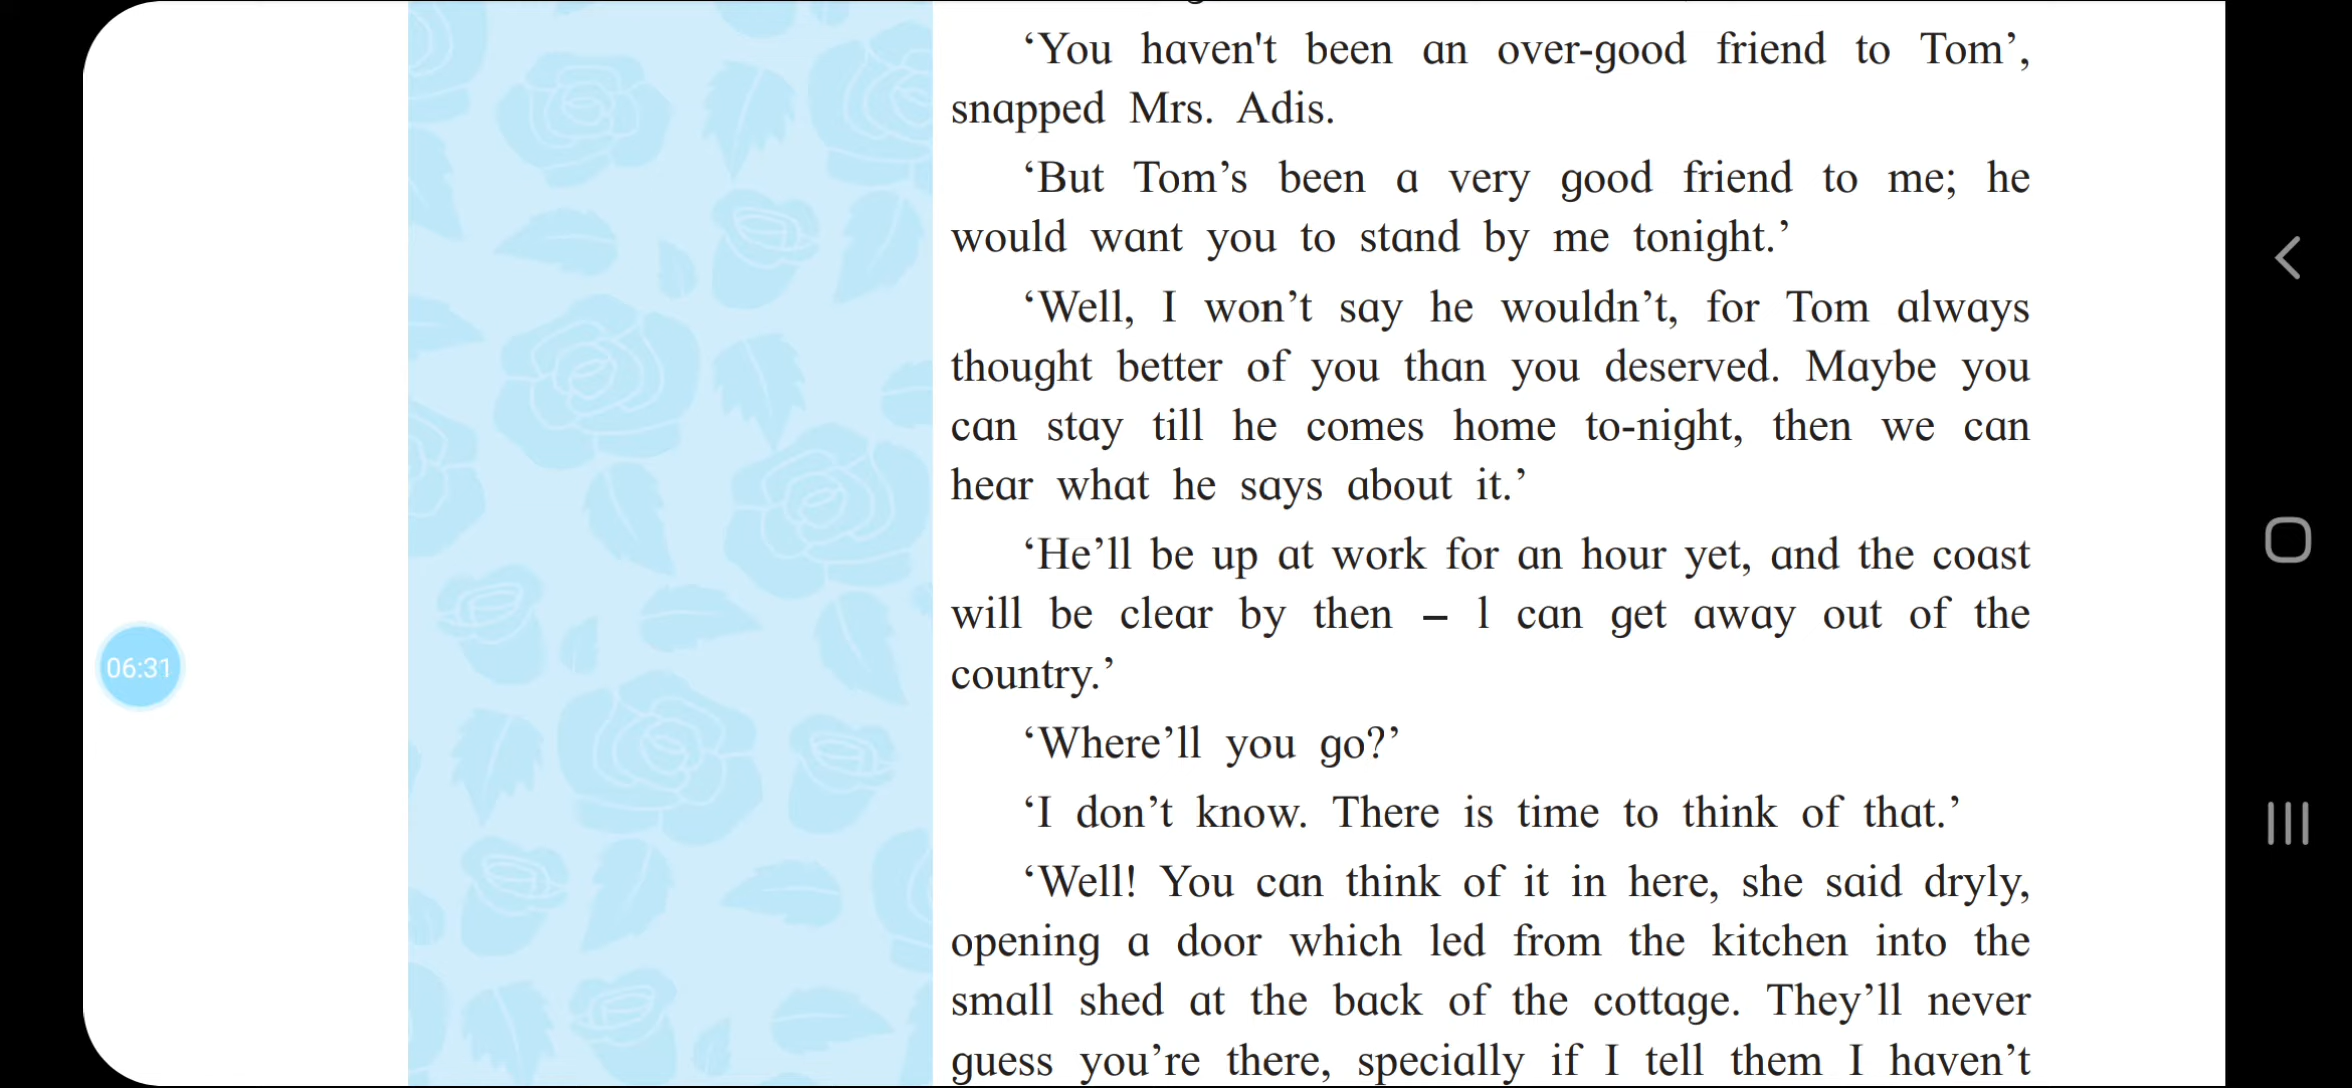 ‘You haven't been an over-good friend to Tom’,
snapped Mrs. Adis.
‘But Tom’s been a very good friend to me; he
would want you to stand by me tonight.’
‘Well, I won’t say he wouldn’t, for Tom always
thought better of you than you deserved. Maybe you
can stay till he comes home to-night, then we can
hear what he says about it.’
‘He’ll be up at work for an hour yet, and the coast
will be clear by then – l can get away out of the
country.’
‘Where’ll you go?’
‘I don’t know. There is time to think of that.’
‘Well! You can think of it in here, she said dryly,
opening a door which led from the kitchen into the
small shed at the back of the cottage. They’ll never
guess you’re there, specially if I tell them I haven’t
06:31